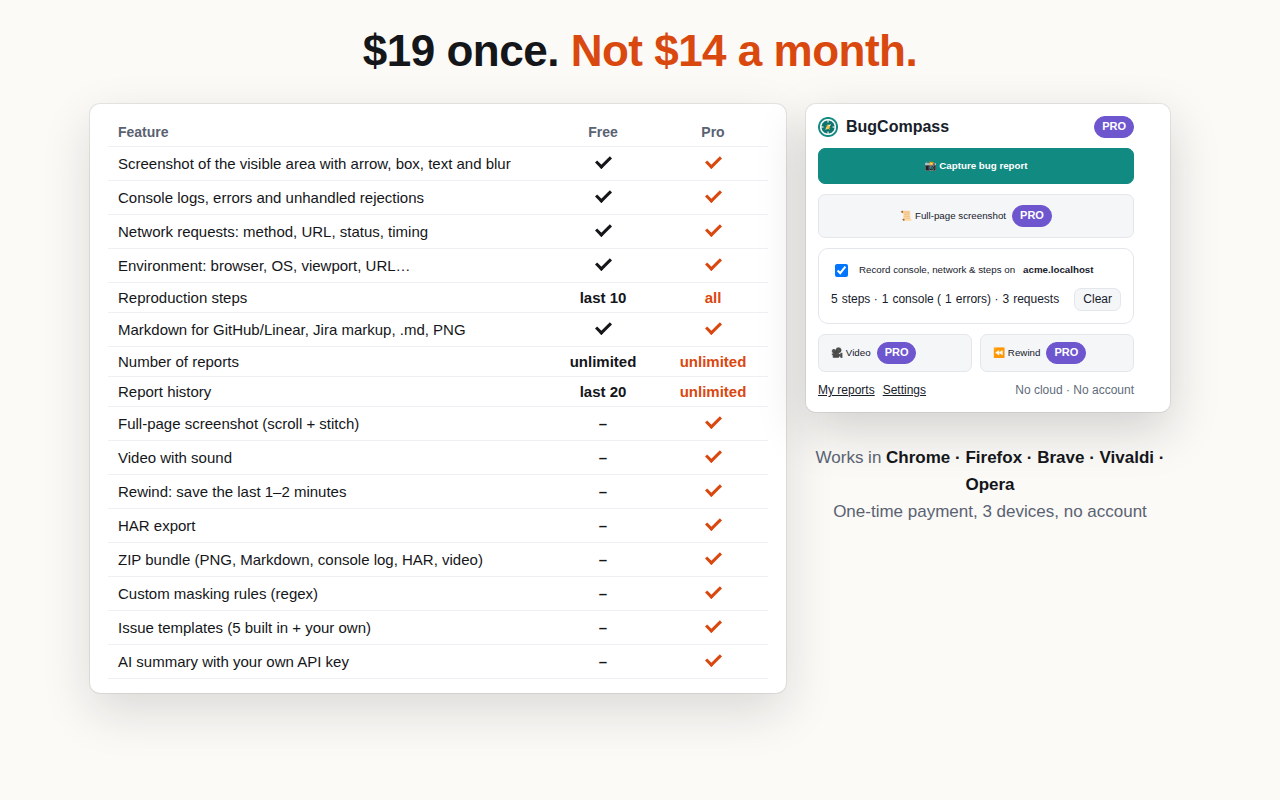 $19 once. Not $14 a month.
Feature Free Pro
Screenshot of the visible area with arrow, box, text and blur ✔ ✔
Console logs, errors and unhandled rejections ✔ ✔
Network requests: method, URL, status, timing ✔ ✔
Environment: browser, OS, viewport, URL… ✔ ✔
Reproduction steps last 10 all
Markdown for GitHub/Linear, Jira markup, .md, PNG ✔ ✔
Number of reports unlimited unlimited
Report history last 20 unlimited
Full-page screenshot (scroll + stitch) – ✔
Video with sound – ✔
Rewind: save the last 1–2 minutes – ✔
HAR export – ✔
ZIP bundle (PNG, Markdown, console log, HAR, video) – ✔
Custom masking rules (regex) – ✔
Issue templates (5 built in + your own) – ✔
AI summary with your own API key – ✔
BugCompass PRO
📸 Capture bug report
📜 Full-page screenshot PRO
Record console, network & steps on acme.localhost
5 steps · 1 console ( 1 errors) · 3 requests Clear
🎥 Video PRO ⏪ Rewind PRO
My reports Settings No cloud · No account
Works in Chrome · Firefox · Brave · Vivaldi ·
Opera
One-time payment, 3 devices, no account